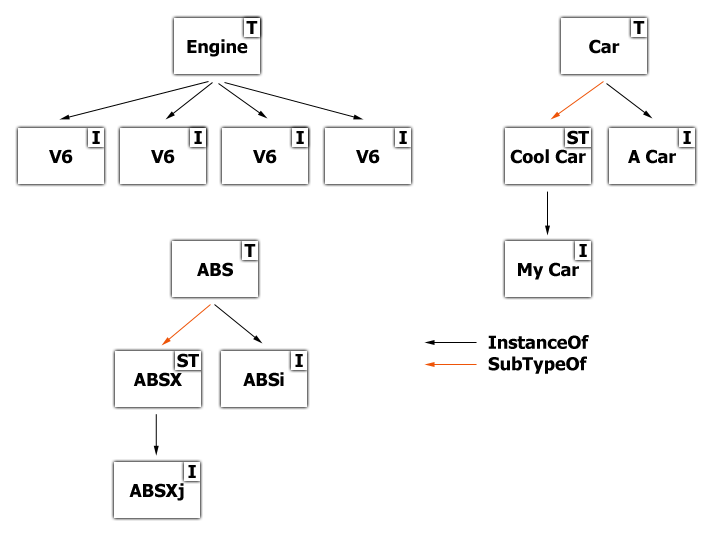 T
Engine
I
V6
I
V6
I
V6
I
V6
T
Car
ST
Cool Car
I
A Car
I
My Car
T
ABS
ST
ABSX
I
ABSi
I
ABSXj
InstanceOf
SubTypeOf